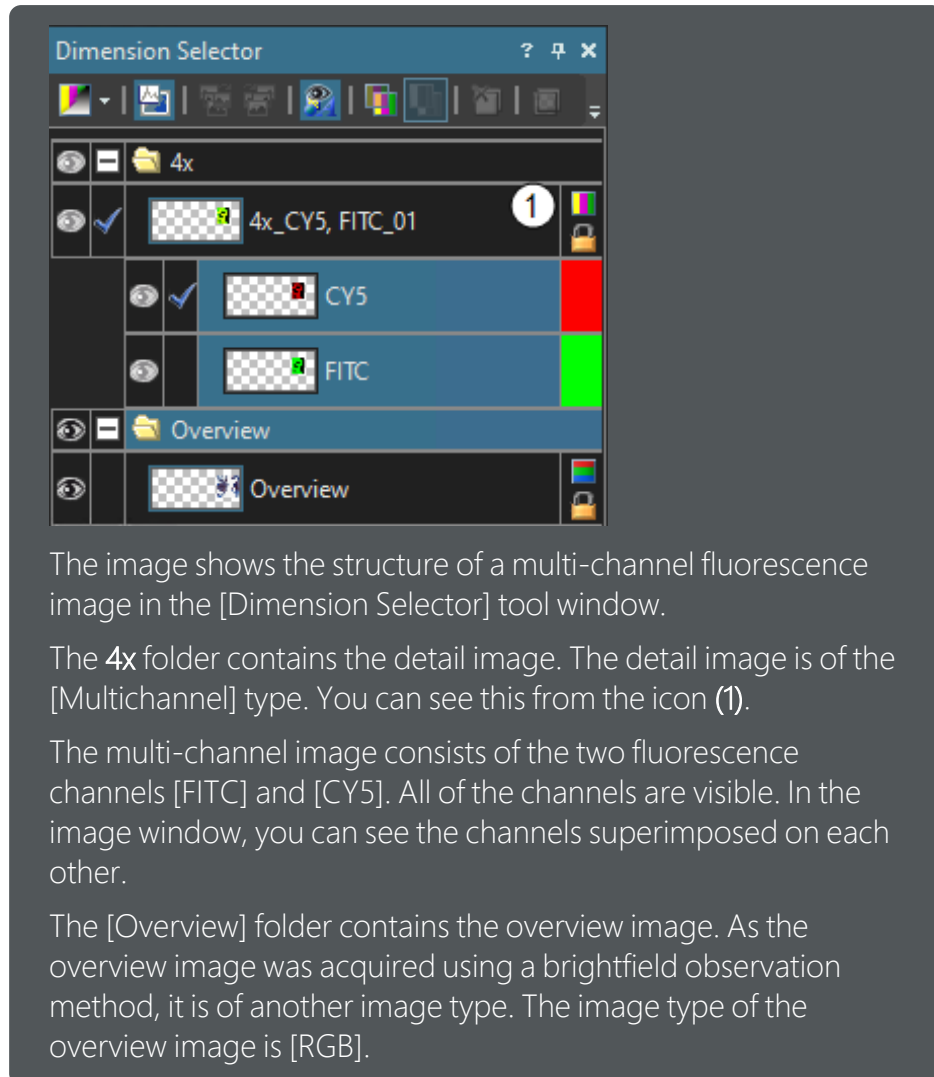 Dimension Selector
4x
4x_CY5, FITC_01
1
CY5
FITC
Overview
Overview
The image shows the structure of a multi-channel fluorescence
image in the [Dimension Selector] tool window.
The 4x folder contains the detail image. The detail image is of the
[Multichannel] type. You can see this from the icon (1).
The multi-channel image consists of the two fluorescence
channels [FITC] and [CY5]. All of the channels are visible. In the
image window, you can see the channels superimposed on each
other.
The [Overview] folder contains the overview image. As the
overview image was acquired using a brightfield observation
method, it is of another image type. The image type of the
overview image is [RGB].